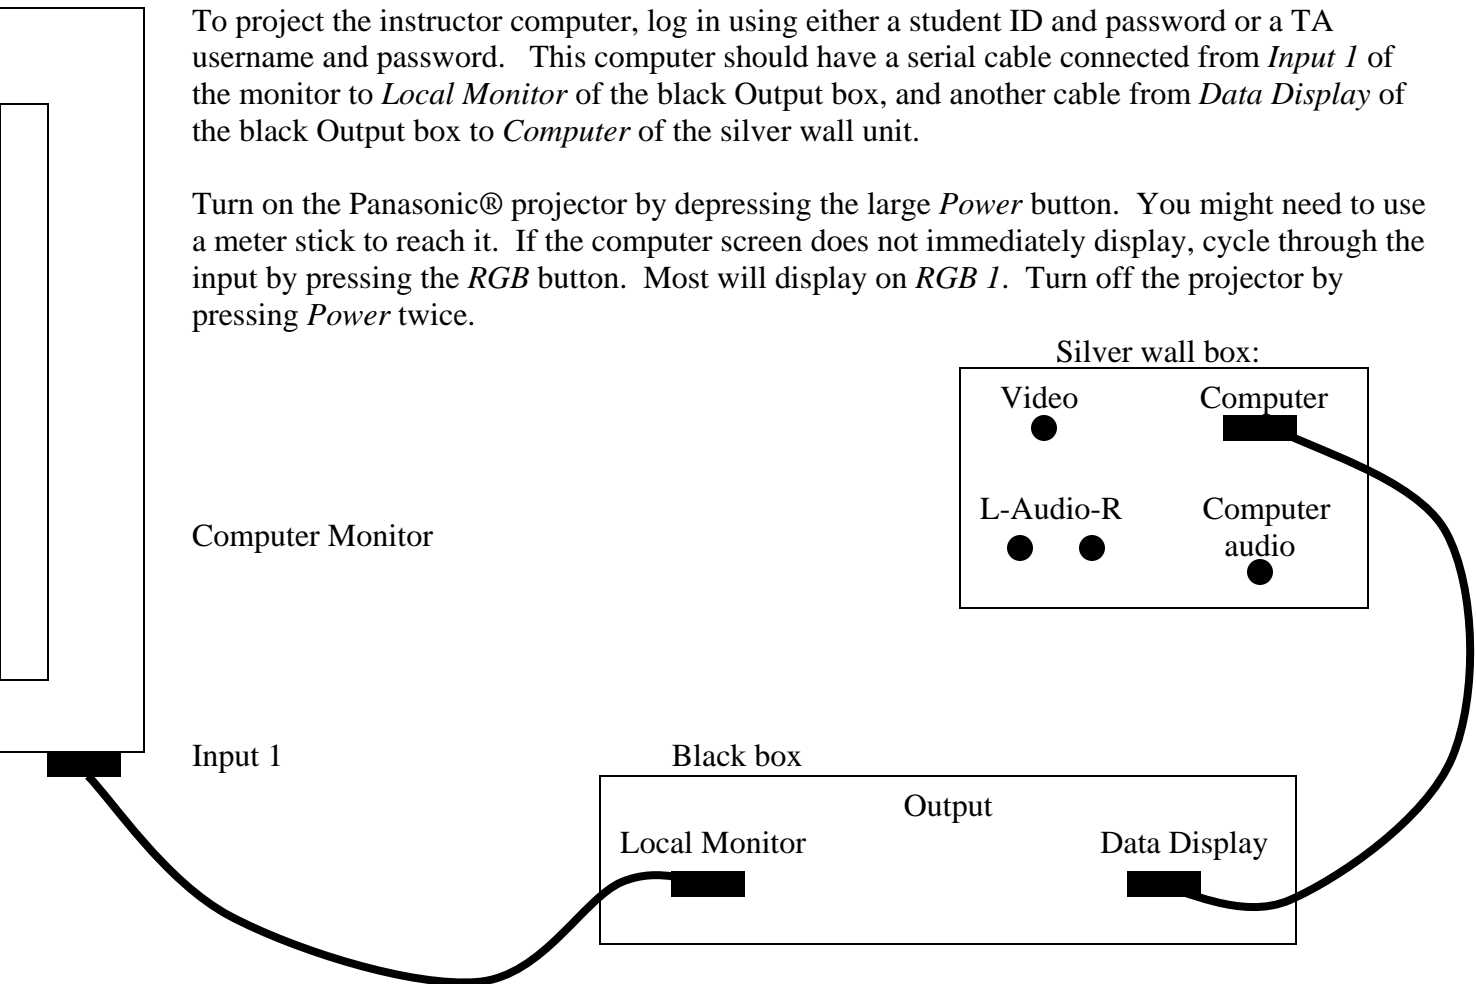 To project the instructor computer, log in using either a student ID and password or a TA
username and password.   This computer should have a serial cable connected from Input 1 of
the monitor to Local Monitor of the black Output box, and another cable from Data Display of
the black Output box to Computer of the silver wall unit.
Turn on the Panasonic® projector by depressing the large Power button.  You might need to use
a meter stick to reach it.  If the computer screen does not immediately display, cycle through the
input by pressing the RGB button.  Most will display on RGB 1.  Turn off the projector by
pressing Power twice.
Silver wall box:
Video
Computer
L-Audio-R
Computer
audio
Computer Monitor
Input 1
Black box
Output
Local Monitor
Data Display